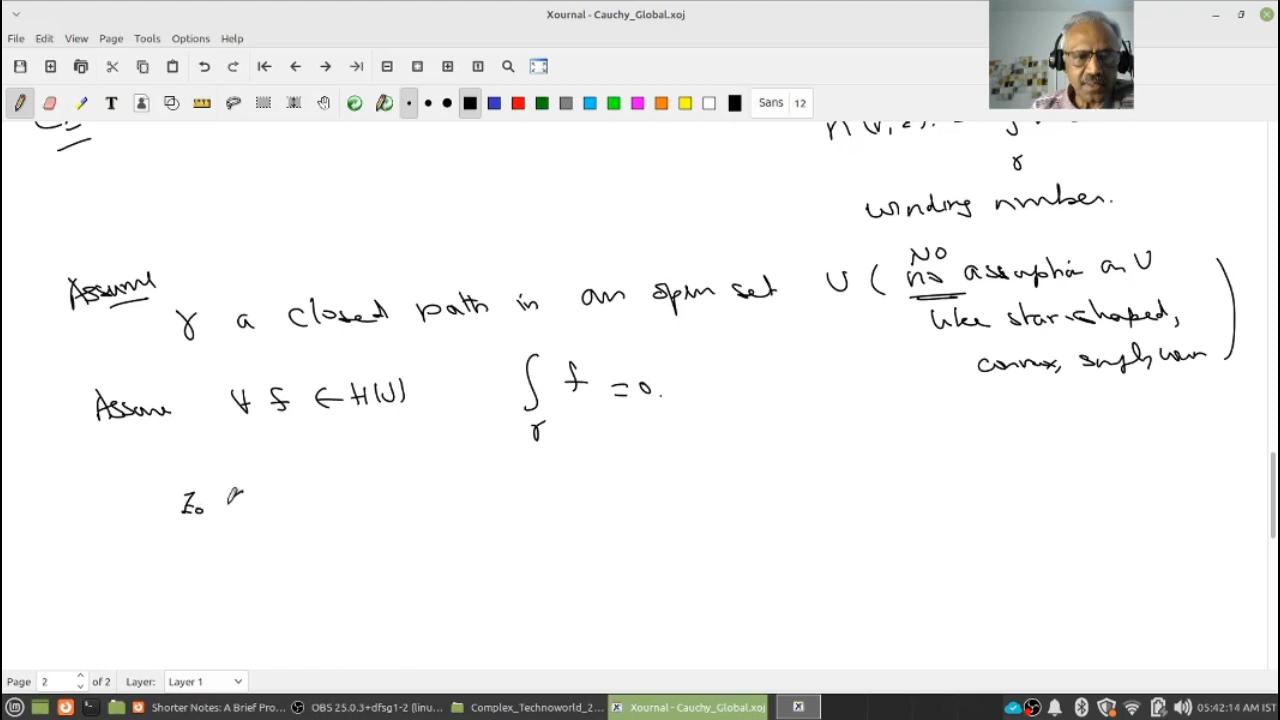 Xournal - Cauchy_Global.xoj
File Edit View Page Tools Options Help
Sans 12
γ
winding number.
Assume
γ a closed path in an open set U ( NO
no assumption on U
like star-shaped,
convex, simply conn )
Assume ∀ f ∈ H(U) ∫ f = 0.
γ
z₀
Page 2 of 2 Layer: Layer 1
Shorter Notes: A Brief Pro... OBS 25.0.3+dfsg1-2 (linu... Complex_Technoworld_2... Xournal - Cauchy_Global.xoj 05:42:14 AM IST